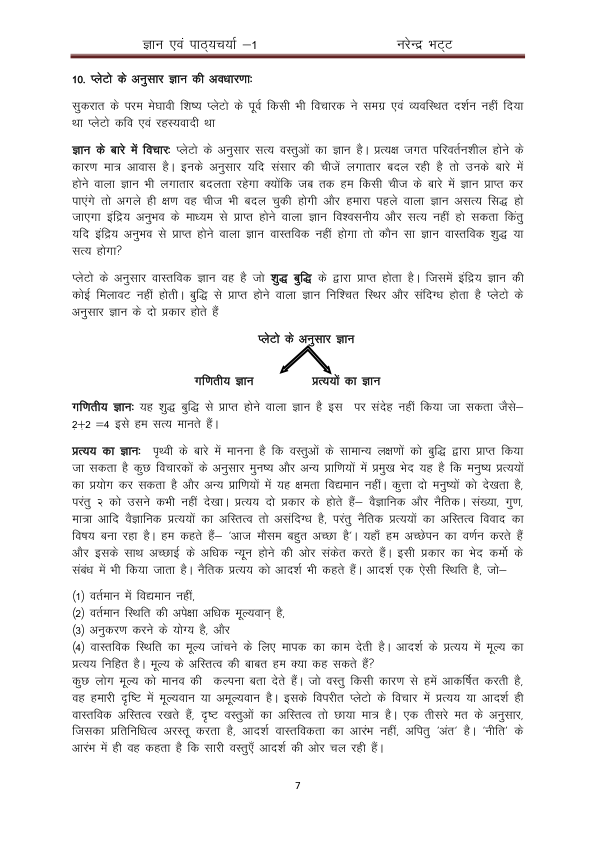 ज्ञान एवं पाठ्यचर्या –1 नरेन्द्र भट्ट
10. प्लेटो के अनुसार ज्ञान की अवधारणाः
सुकरात के परम मेघावी शिष्य प्लेटो के पूर्व किसी भी विचारक ने समग्र एवं व्यवस्थित दर्शन नहीं दिया
था प्लेटो कवि एवं रहस्यवादी था
ज्ञान के बारे में विचारः प्लेटो के अनुसार सत्य वस्तुओं का ज्ञान है। प्रत्यक्ष जगत परिवर्तनशील होने के
कारण मात्र आवास है। इनके अनुसार यदि संसार की चीजें लगातार बदल रही है तो उनके बारे में
होने वाला ज्ञान भी लगातार बदलता रहेगा क्योंकि जब तक हम किसी चीज के बारे में ज्ञान प्राप्त कर
पाएंगे तो अगले ही क्षण वह चीज भी बदल चुकी होगी और हमारा पहले वाला ज्ञान असत्य सिद्ध हो
जाएगा इंद्रिय अनुभव के माध्यम से प्राप्त होने वाला ज्ञान विश्वसनीय और सत्य नहीं हो सकता किंतु
यदि इंद्रिय अनुभव से प्राप्त होने वाला ज्ञान वास्तविक नहीं होगा तो कौन सा ज्ञान वास्तविक शुद्ध या
सत्य होगा?
प्लेटो के अनुसार वास्तविक ज्ञान वह है जो शुद्ध बुद्धि के द्वारा प्राप्त होता है। जिसमें इंद्रिय ज्ञान की
कोई मिलावट नहीं होती। बुद्धि से प्राप्त होने वाला ज्ञान निश्चित स्थिर और संदिग्ध होता है प्लेटो के
अनुसार ज्ञान के दो प्रकार होते हैं
प्लेटो के अनुसार ज्ञान
गणितीय ज्ञान प्रत्ययों का ज्ञान
गणितीय ज्ञानः यह शुद्ध बुद्धि से प्राप्त होने वाला ज्ञान है इस पर संदेह नहीं किया जा सकता जैसे–
2+2 =4 इसे हम सत्य मानते हैं।
प्रत्यय का ज्ञानः पृथ्वी के बारे में मानना है कि वस्तुओं के सामान्य लक्षणों को बुद्धि द्वारा प्राप्त किया
जा सकता है कुछ विचारकों के अनुसार मुनष्य और अन्य प्राणियों में प्रमुख भेद यह है कि मनुष्य प्रत्ययों
का प्रयोग कर सकता है और अन्य प्राणियों में यह क्षमता विद्यमान नहीं। कुत्ता दो मनुष्यों को देखता है,
परंतु २ को उसने कभी नहीं देखा। प्रत्यय दो प्रकार के होते हैं– वैज्ञानिक और नैतिक। संख्या, गुण,
मात्रा आदि वैज्ञानिक प्रत्ययों का अस्तित्व तो असंदिग्ध है, परंतु नैतिक प्रत्ययों का अस्तित्व विवाद का
विषय बना रहा है। हम कहते हैं– 'आज मौसम बहुत अच्छा है'। यहाँ हम अच्छेपन का वर्णन करते हैं
और इसके साथ अच्छाई के अधिक न्यून होने की ओर संकेत करते हैं। इसी प्रकार का भेद कर्मो के
संबंध में भी किया जाता है। नैतिक प्रत्यय को आदर्श भी कहते हैं। आदर्श एक ऐसी स्थिति है, जो–
(1) वर्तमान में विद्यमान नहीं,
(2) वर्तमान स्थिति की अपेक्षा अधिक मूल्यवान् है,
(3) अनुकरण करने के योग्य है, और
(4) वास्तविक स्थिति का मूल्य जांचने के लिए मापक का काम देती है। आदर्श के प्रत्यय में मूल्य का
प्रत्यय निहित है। मूल्य के अस्तित्व की बाबत हम क्या कह सकते हैं?
कुछ लोग मूल्य को मानव की कल्पना बता देते हैं। जो वस्तु किसी कारण से हमें आकर्षित करती है,
वह हमारी दृष्टि में मूल्यवान या अमूल्यवान है। इसके विपरीत प्लेटो के विचार में प्रत्यय या आदर्श ही
वास्तविक अस्तित्व रखते हैं, दृष्ट वस्तुओं का अस्तित्व तो छाया मात्र है। एक तीसरे मत के अनुसार,
जिसका प्रतिनिधित्व अरस्तू करता है, आदर्श वास्तविकता का आरंभ नहीं, अपितु 'अंत' है। 'नीति' के
आरंभ में ही वह कहता है कि सारी वस्तुएँ आदर्श की ओर चल रही हैं।
7